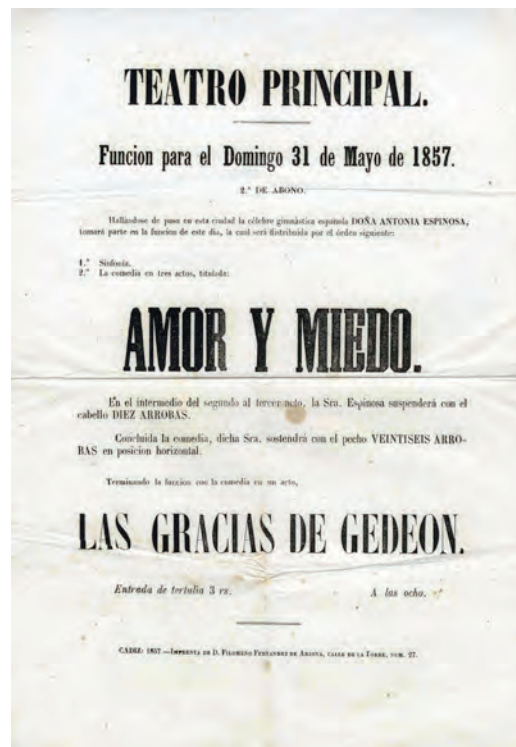 TEATRO PRINCIPAL.
Funcion para el Domingo 31 de Mayo de 1857.
2.ª DE ABONO.
Hallándose de paso en esta ciudad la célebre gimnástica española DOÑA ANTONIA ESPINOSA,
tomará parte en la funcion de este dia, la cual será distribuida por el órden siguiente:
1.º Sinfonía.
2.º La comedia en tres actos, titulada:
AMOR Y MIEDO.
En el intermedio del segundo al tercer acto, la Sra. Espinosa suspenderá con el
cabello DIEZ ARROBAS.
Concluida la comedia, dicha Sra. sostendrá con el pecho VEINTISEIS ARRO-
BAS en posicion horizontal.
Terminando la funcion con la comedia en un acto,
LAS GRACIAS DE GEDEON.
Entrada de tertulia 3 rs. A las ocho.
CADIZ: 1857.—IMPRENTA DE D. FILOMENO FERNANDEZ DE ARJONA, CALLE DE LA TORRE, NUM. 27.